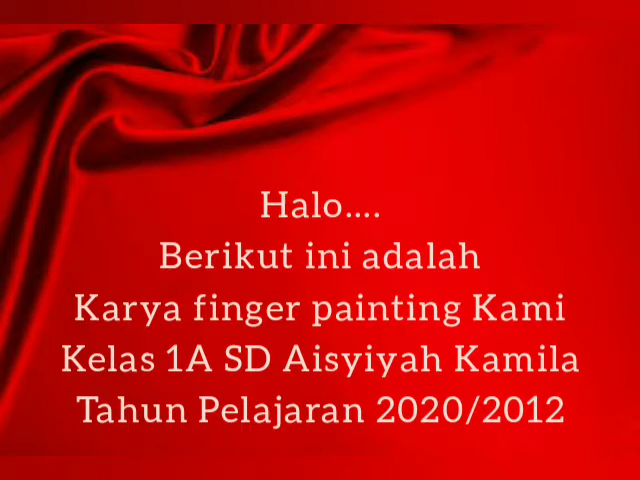 Halo....
Berikut ini adalah
Karya finger painting Kami
Kelas 1A SD Aisyiyah Kamila
Tahun Pelajaran 2020/2012